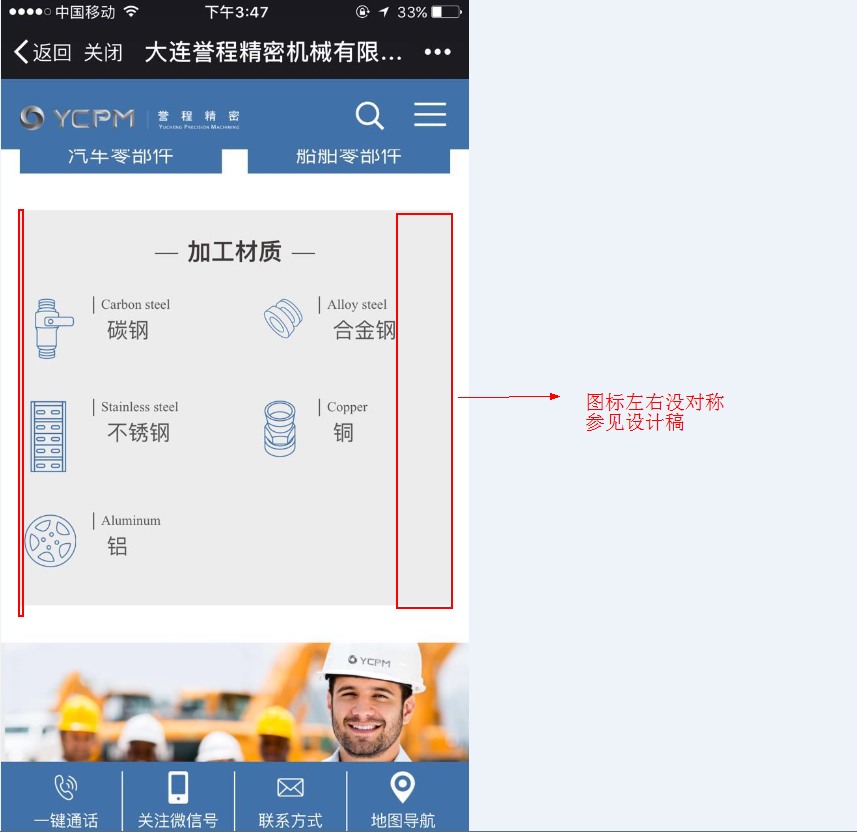 中国移动 下午3:47 33%
返回 关闭 大连誉程精密机械有限... •••
YCPM 誉程精密
YUCHENG PRECISION MACHINING
汽车零部件 船舶零部件
— 加工材质 —
Carbon steel
碳钢
Alloy steel
合金钢
Stainless steel
不锈钢
Copper
铜
Aluminum
铝
图标左右没对称
参见设计稿
YCPM
一键通话 关注微信号 联系方式 地图导航